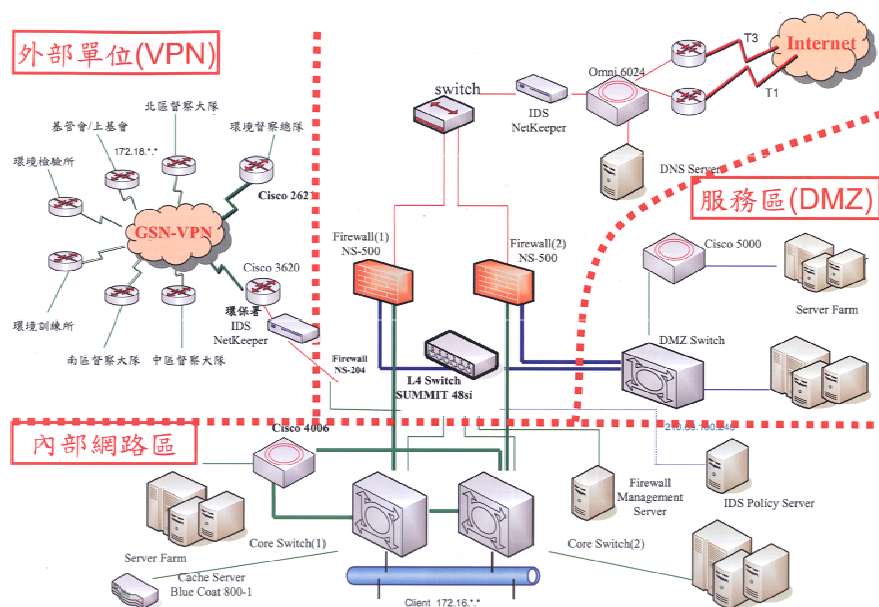 外部單位(VPN)
北區督察大隊
基管會/土基會
環境督察總隊
172.18.*.*
環境檢驗所
Cisco 2621
GSN-VPN
Cisco 3620
環保署
IDS
NetKeeper
環境訓練所
南區督察大隊
中區督察大隊
Firewall
NS-204
switch
IDS
NetKeeper
Omni 6024
T3
T1
Internet
DNS Server
服務區(DMZ)
Firewall(1)
NS-500
Firewall(2)
NS-500
Cisco 5000
Server Farm
DMZ Switch
L4 Switch
SUMMIT 48si
內部網路區
Cisco 4006
Firewall
Management
Server
IDS Policy Server
Server Farm
Core Switch(1)
Core Switch(2)
Cache Server
Blue Coat 800-1
Client 172.16.*.*